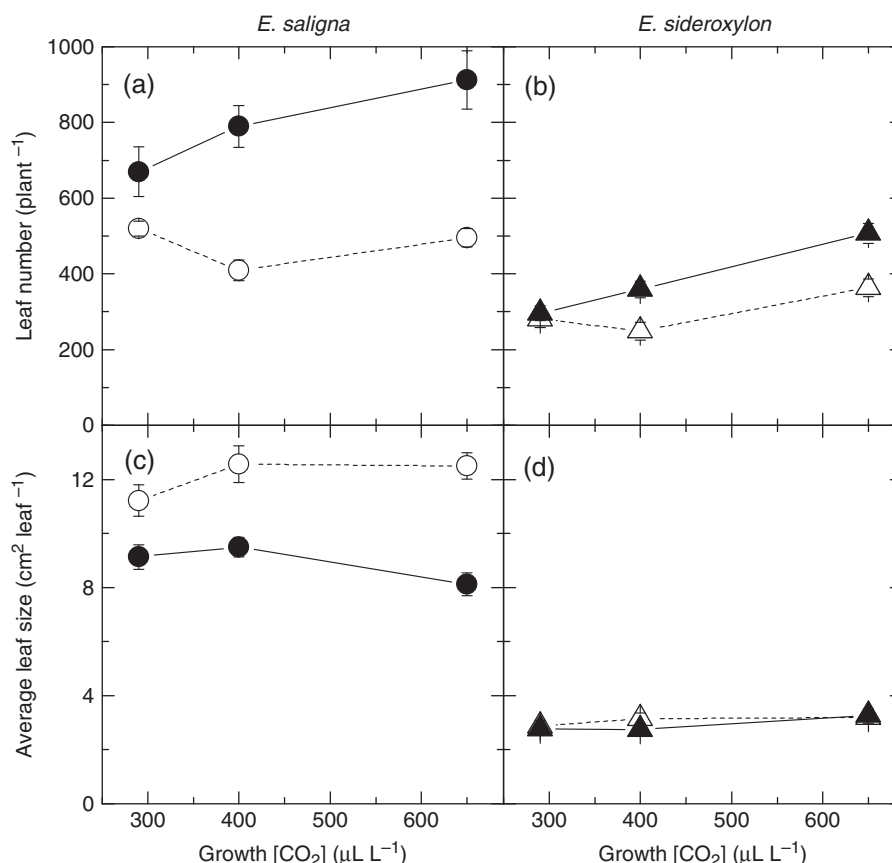 E. saligna
E. sideroxylon
Leaf number (plant⁻¹)
1000
800
600
400
200
0
(a)
(b)
Average leaf size (cm² leaf⁻¹)
12
8
4
0
(c)
(d)
300
400
500
600
300
400
500
600
Growth [CO₂] (µL L⁻¹)
Growth [CO₂] (µL L⁻¹)